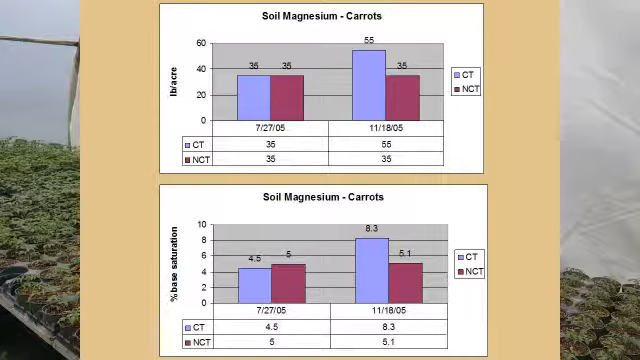 Soil Magnesium - Carrots
lb/acre
60
40
20
0
35
35
55
35
7/27/05
11/18/05
CT
NCT
CT 35 55
NCT 35 35
Soil Magnesium - Carrots
% base saturation
10
8
6
4
2
0
4.5
5
8.3
5.1
7/27/05
11/18/05
CT
NCT
CT 4.5 8.3
NCT 5 5.1